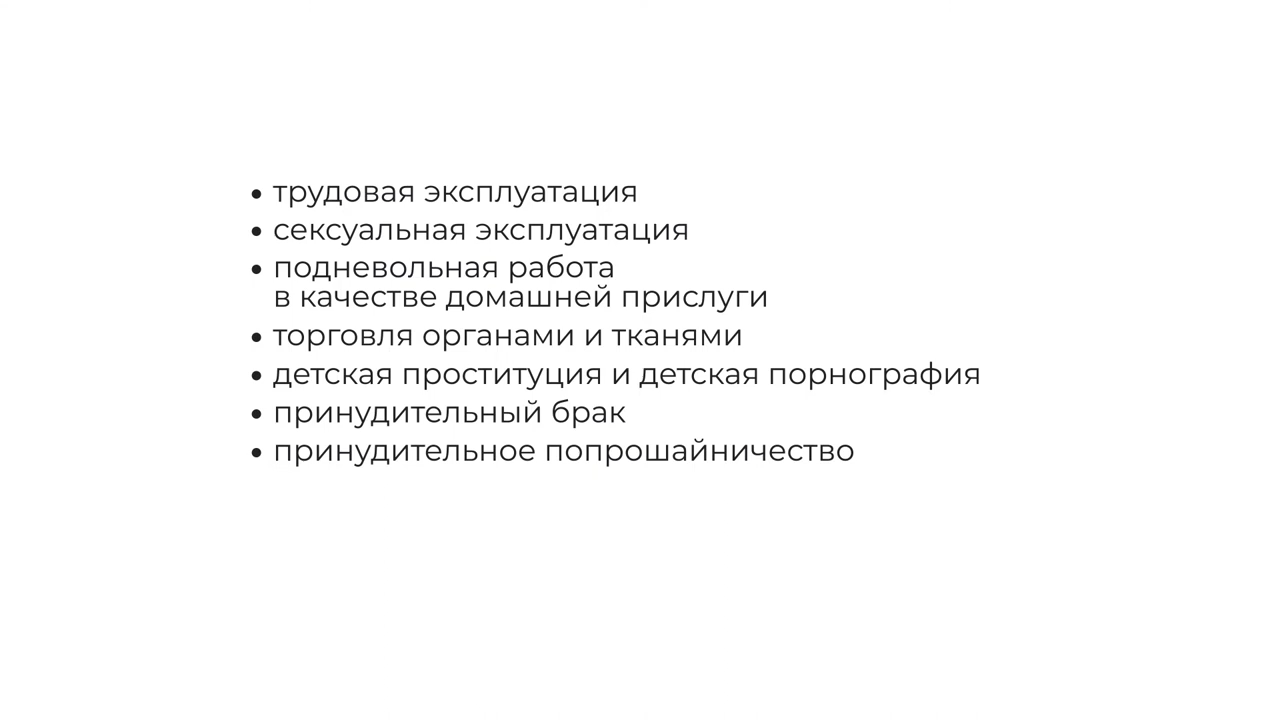 • трудовая эксплуатация
• сексуальная эксплуатация
• подневольная работа
в качестве домашней прислуги
• торговля органами и тканями
• детская проституция и детская порнография
• принудительный брак
• принудительное попрошайничество